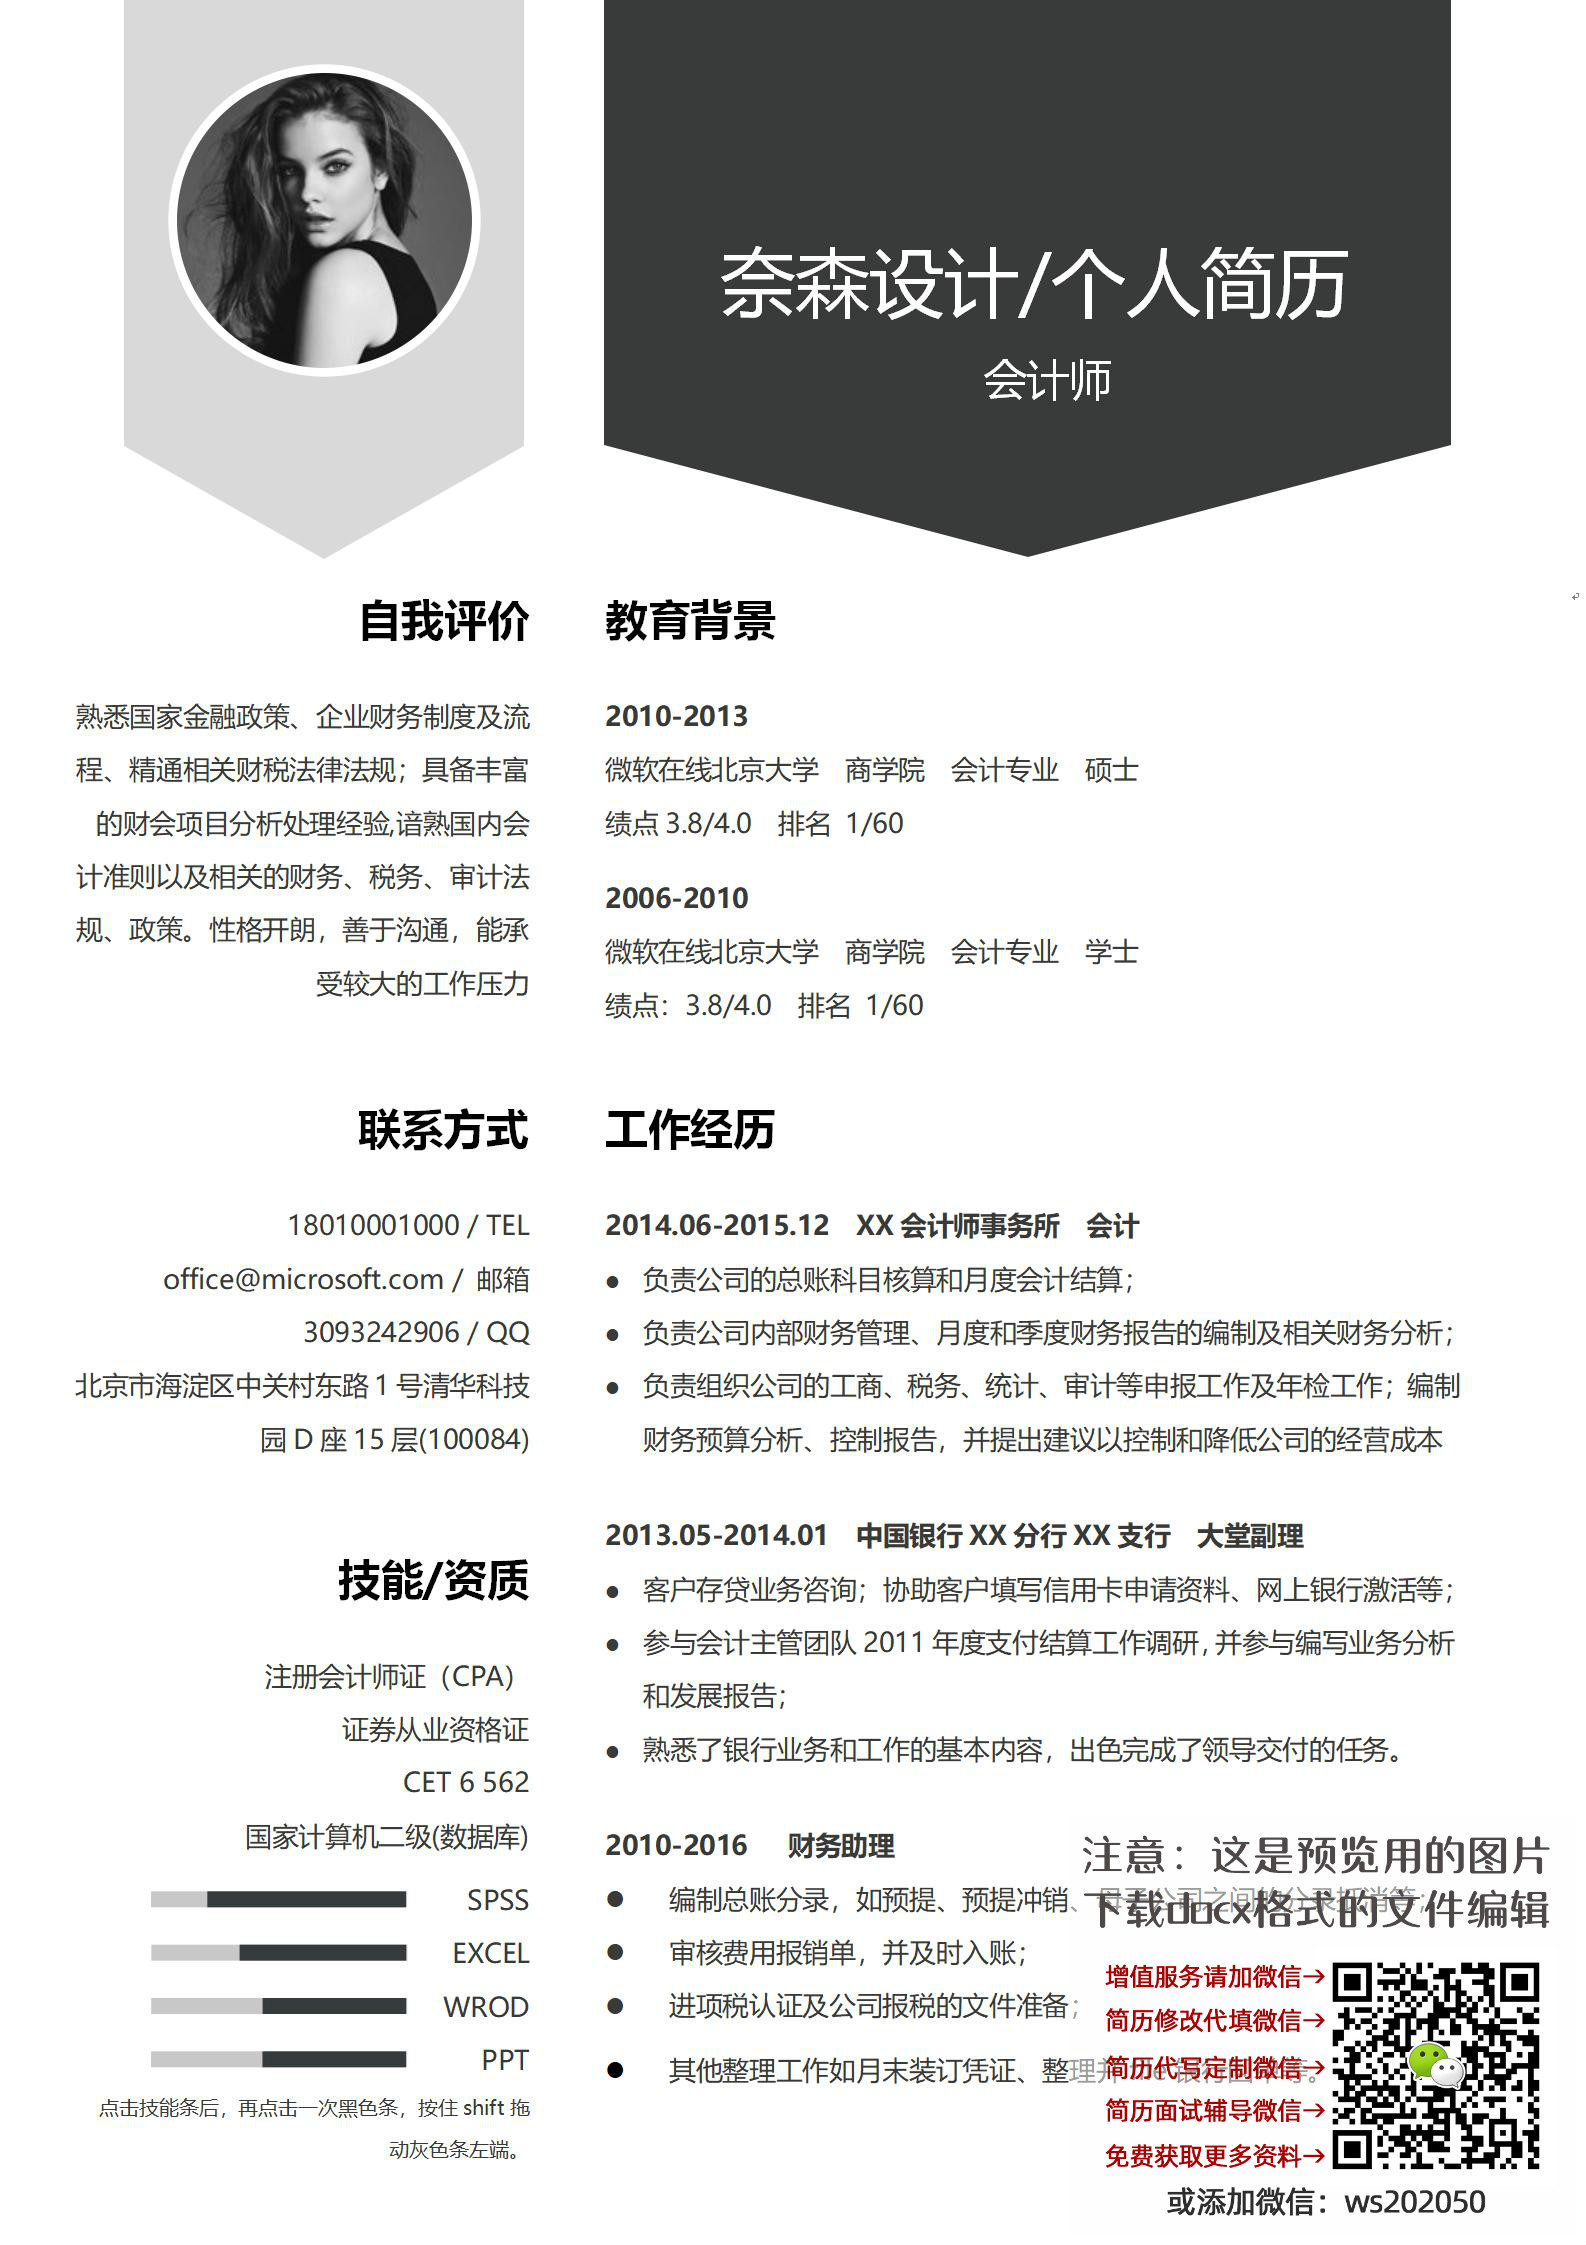 奈森设计/个人简历
会计师
自我评价
熟悉国家金融政策、企业财务制度及流
程、精通相关财税法律法规；具备丰富
的财会项目分析处理经验,谙熟国内会
计准则以及相关的财务、税务、审计法
规、政策。性格开朗，善于沟通，能承
受较大的工作压力
联系方式
18010001000 / TEL
office@microsoft.com / 邮箱
3093242906 / QQ
北京市海淀区中关村东路 1 号清华科技
园 D 座 15 层(100084)
技能/资质
注册会计师证（CPA）
证券从业资格证
CET 6 562
国家计算机二级(数据库)
SPSS
EXCEL
WROD
PPT
点击技能条后，再点击一次黑色条，按住 shift 拖
动灰色条左端。
教育背景
2010-2013
微软在线北京大学 商学院 会计专业 硕士
绩点 3.8/4.0 排名 1/60
2006-2010
微软在线北京大学 商学院 会计专业 学士
绩点：3.8/4.0 排名 1/60
工作经历
2014.06-2015.12 XX 会计师事务所 会计
● 负责公司的总账科目核算和月度会计结算；
● 负责公司内部财务管理、月度和季度财务报告的编制及相关财务分析；
● 负责组织公司的工商、税务、统计、审计等申报工作及年检工作；编制
财务预算分析、控制报告，并提出建议以控制和降低公司的经营成本
2013.05-2014.01 中国银行 XX 分行 XX 支行 大堂副理
● 客户存贷业务咨询；协助客户填写信用卡申请资料、网上银行激活等；
● 参与会计主管团队 2011 年度支付结算工作调研，并参与编写业务分析
和发展报告；
● 熟悉了银行业务和工作的基本内容，出色完成了领导交付的任务。
2010-2016 财务助理
● 编制总账分录，如预提、预提冲销、母子公司之间的分录抵消等；
● 审核费用报销单，并及时入账；
● 进项税认证及公司报税的文件准备；
● 其他整理工作如月末装订凭证、整理并 file 银行回单等。
注意：这是预览用的图片
下载docx格式的文件编辑
增值服务请加微信→
简历修改代填微信→
简历代写定制微信→
简历面试辅导微信→
免费获取更多资料→
或添加微信：ws202050